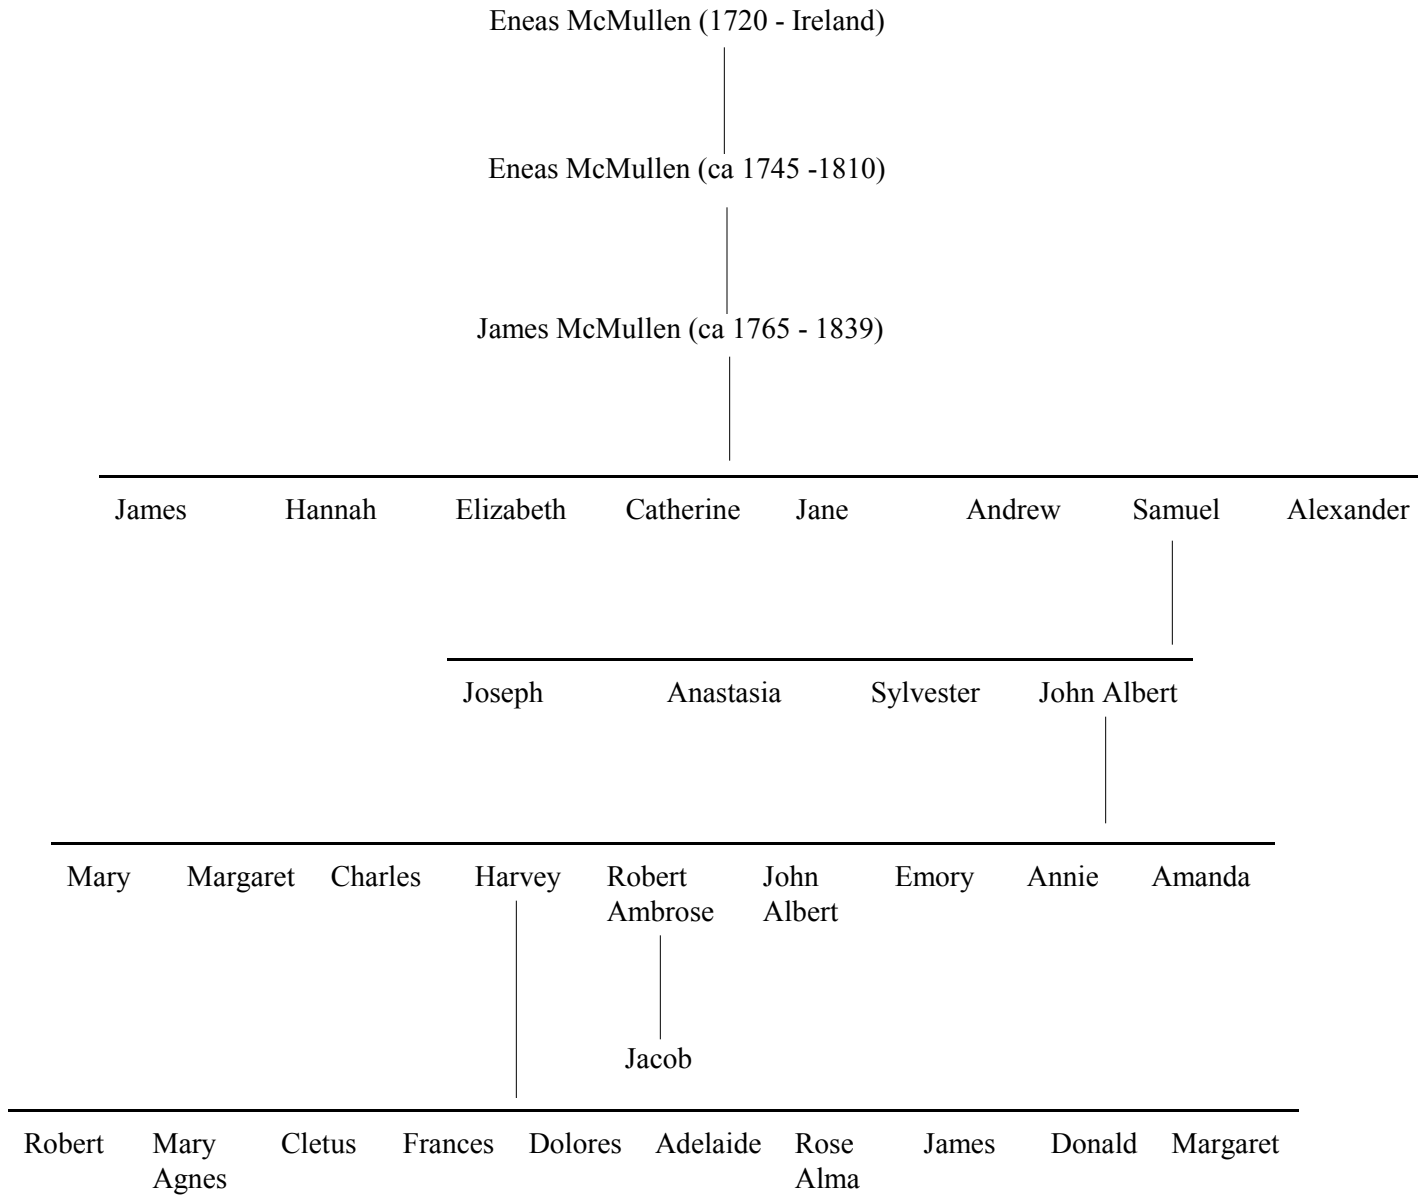 Eneas McMullen (1720 - Ireland)
Eneas McMullen (ca 1745 -1810)
James McMullen (ca 1765 - 1839)
James Hannah Elizabeth Catherine Jane Andrew Samuel Alexander
Joseph Anastasia Sylvester John Albert
Mary Margaret Charles Harvey Robert John Emory Annie Amanda
Ambrose Albert
Jacob
Robert Mary Cletus Frances Dolores Adelaide Rose James Donald Margaret
Agnes Alma